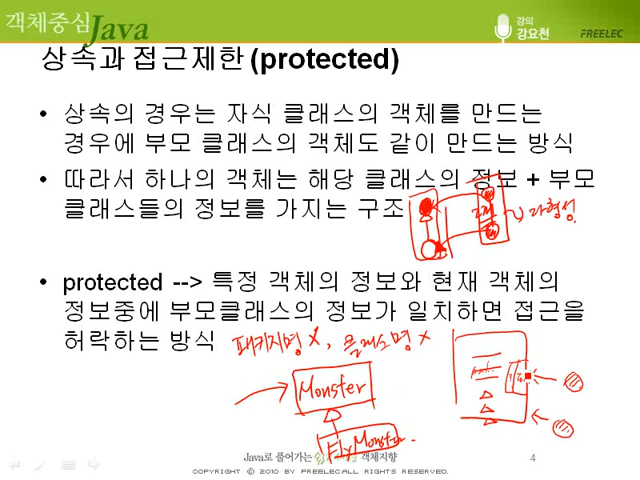 객체중심 Java
강의
강요천
FREELEC
상속과 접근제한 (protected)
• 상속의 경우는 자식 클래스의 객체를 만드는
경우에 부모 클래스의 객체도 같이 만드는 방식
• 따라서 하나의 객체는 해당 클래스의 정보 + 부모
클래스들의 정보를 가지는 구조
다형성
• protected --> 특정 객체의 정보와 현재 객체의
정보중에 부모클래스의 정보가 일치하면 접근을
허락하는 방식
패키지명 X, 클래스명 X
Monster
FlyMonster
Java로 풀어가는 객체지향
4
COPYRIGHT © 2010 BY FREELEC.ALL RIGHTS RESERVED.